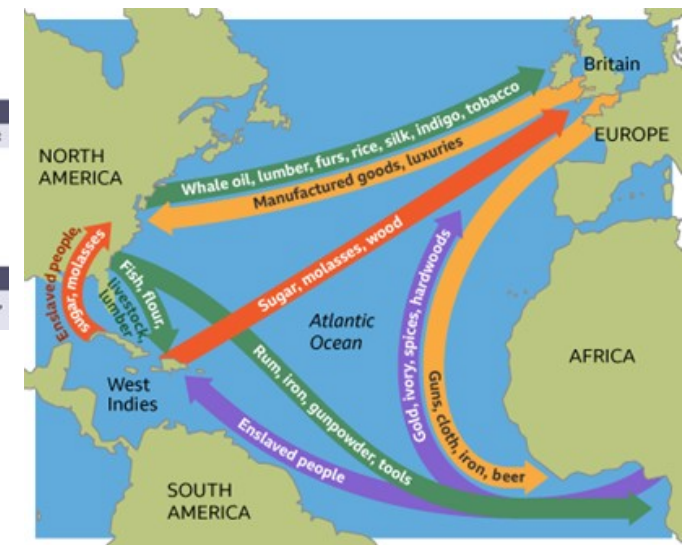 Britain
EUROPE
NORTH
AMERICA
Whale oil, lumber, furs, rice, silk, indigo, tobacco
Manufactured goods, luxuries
Enslaved people,
sugar, molasses
Fish, flour,
livestock,
lumber
Sugar, molasses, wood
Gold, ivory, spices, hardwoods
Atlantic
Ocean
AFRICA
West
Indies
Rum, iron, gunpowder, tools
Guns, cloth, iron, beer
Enslaved people
SOUTH
AMERICA